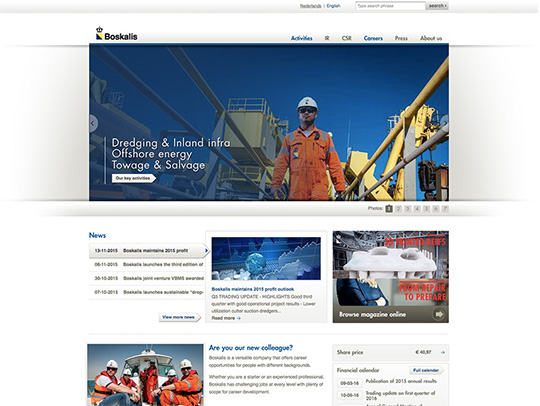 Nederlands | English
Type search phrase
search ›
Boskalis
Activities
IR
CSR
Careers
Press
About us
Dredging & Inland infra
Offshore energy
Towage & Salvage
Our key activities
Photos: 1 2 3 4 5 6 7
News
13-11-2015 Boskalis maintains 2015 profit
06-11-2015 Boskalis launches the third edition of
30-10-2015 Boskalis joint venture VBMS awarded
07-10-2015 Boskalis launches sustainable "drop-
View more news
Boskalis maintains 2015 profit outlook
Q3 TRADING UPDATE - HIGHLIGHTS Good third
quarter with good operational project results - Lower
utilization cutter suction dredgers...
Read more
FROM DEEPER
TO PREPARE
Browse magazine online
Are you our new colleague?
Boskalis is a versatile company that offers career
opportunities for people with different backgrounds.
Whether you are a starter or an experienced professional,
Boskalis has challenging jobs at every level with plenty of
scope for career development.
Share price
€ 40,97
Financial calendar
Full calendar
09-03-16 Publication of 2015 annual results
10-05-16 Trading update on first quarter of
2016
Annual General Meeting of